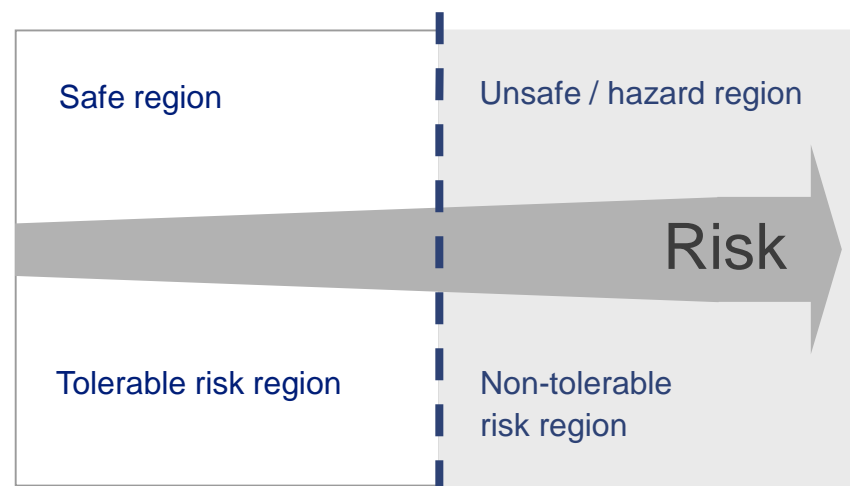 Safe region
Unsafe / hazard region
Risk
Tolerable risk region
Non-tolerable
risk region